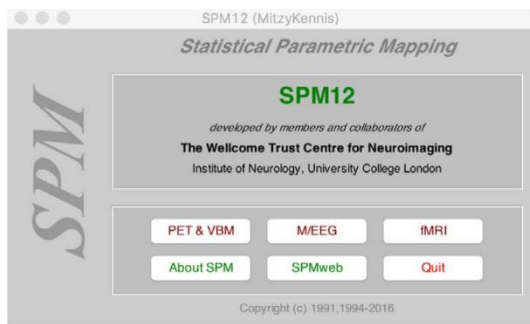 SPM12 (MitzyKennis)
Statistical Parametric Mapping
SPM
SPM12
developed by members and collaborators of
The Wellcome Trust Centre for Neuroimaging
Institute of Neurology, University College London
PET & VBM M/EEG fMRI
About SPM SPMweb Quit
Copyright (c) 1991,1994-2016